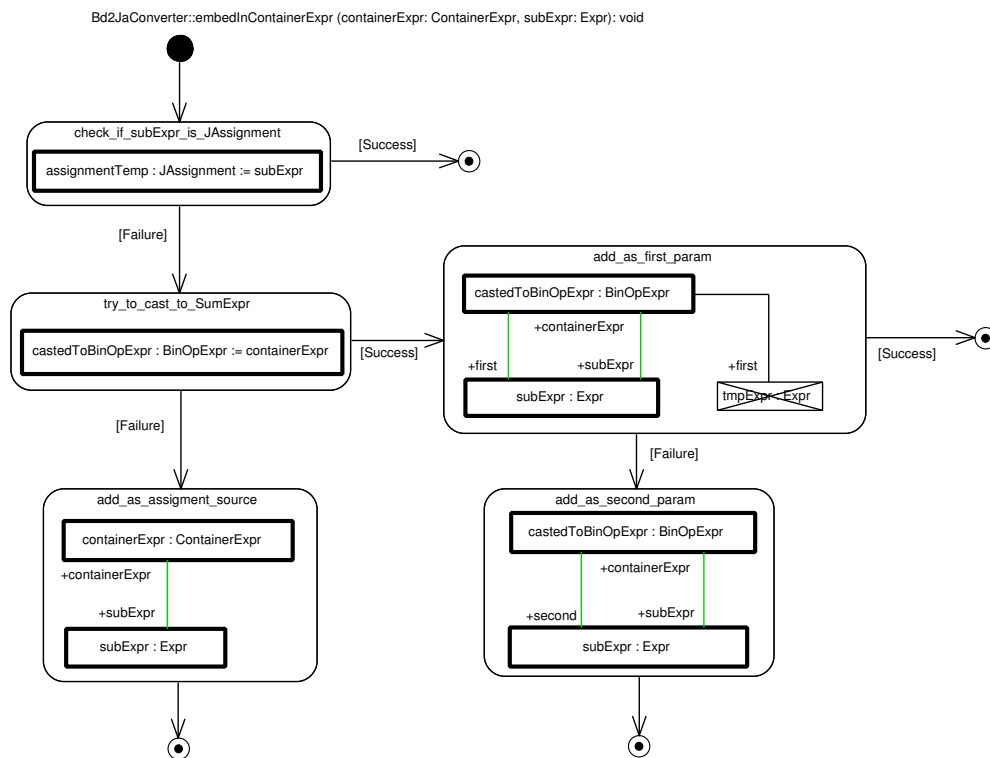 Bd2JaConverter::embedInContainerExpr (containerExpr: ContainerExpr, subExpr: Expr): void
check_if_subExpr_is_JAssignment
assignmentTemp : JAssignment := subExpr
[Success]
[Failure]
try_to_cast_to_SumExpr
castedToBinOpExpr : BinOpExpr := containerExpr
[Success]
[Failure]
add_as_first_param
castedToBinOpExpr : BinOpExpr
+containerExpr
+first
+subExpr
+first
subExpr : Expr
tmpExpr : Expr
[Success]
[Failure]
add_as_assigment_source
containerExpr : ContainerExpr
+containerExpr
+subExpr
subExpr : Expr
add_as_second_param
castedToBinOpExpr : BinOpExpr
+containerExpr
+second
+subExpr
subExpr : Expr